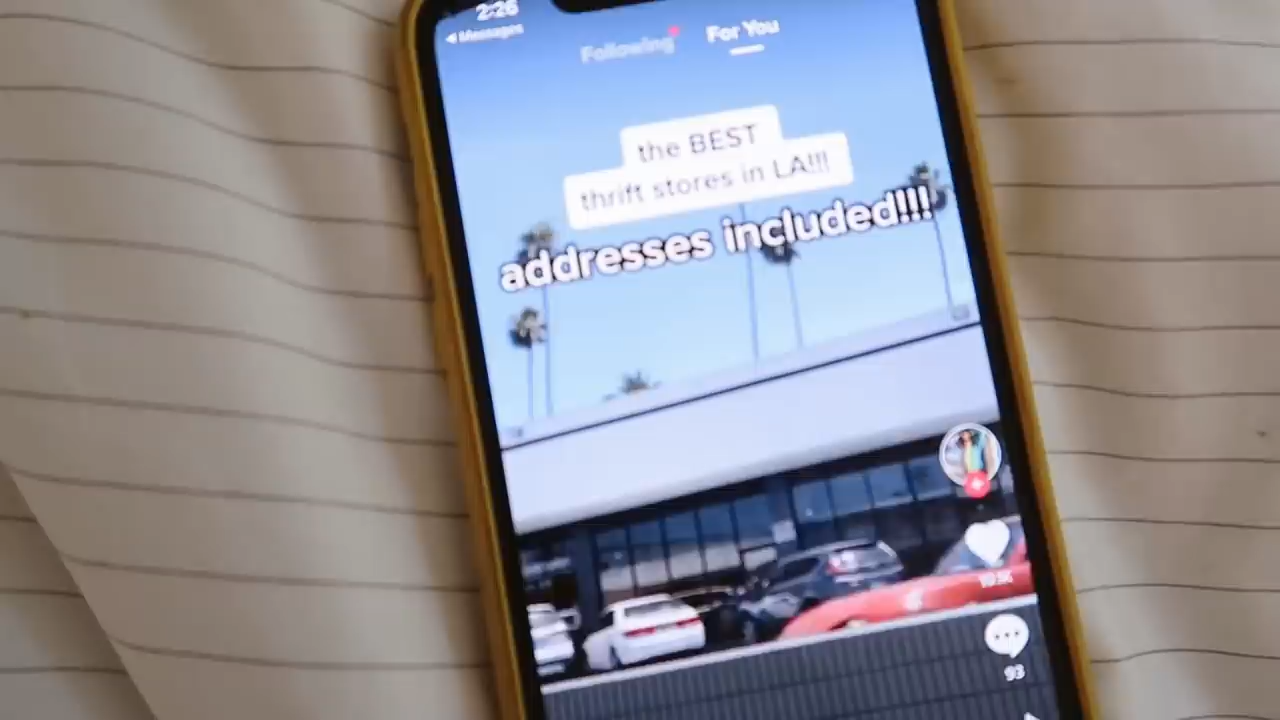 2:26
Messages
Following
For You
the BEST
thrift stores in LA!!!
addresses included!!!
93